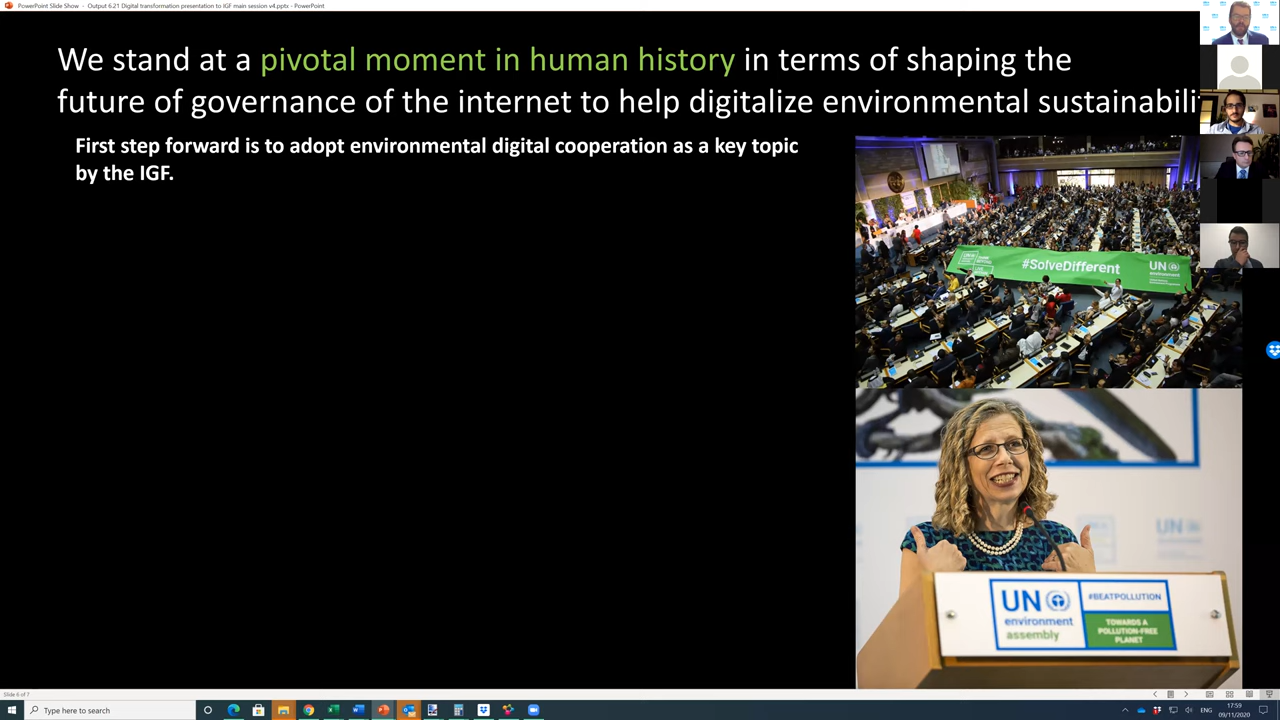 PowerPoint Slide Show - Output 6.21 Digital transformation presentation to IGF main session v4.pptx - PowerPoint
We stand at a pivotal moment in human history in terms of shaping the
future of governance of the internet to help digitalize environmental sustainabili
First step forward is to adopt environmental digital cooperation as a key topic
by the IGF.
#SolveDifferent
UN
environment
UN
UN
environment
assembly
#BEATPOLLUTION
TOWARDS A
POLLUTION-FREE
PLANET
Slide 6 of 7
Type here to search
ENG
17:59
09/11/2020